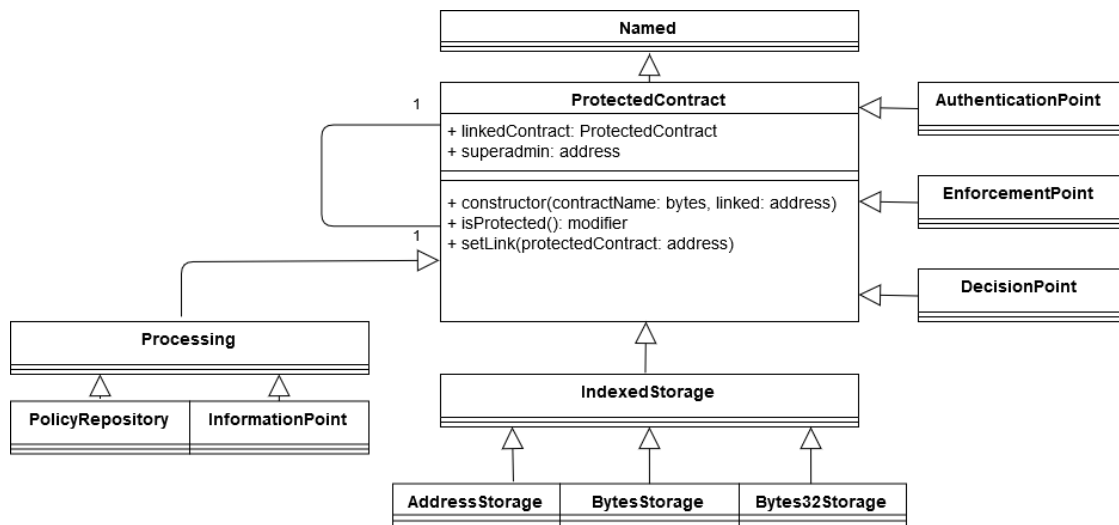 Named
1
ProtectedContract
AuthenticationPoint
+ linkedContract: ProtectedContract
+ superadmin: address
EnforcementPoint
+ constructor(contractName: bytes, linked: address)
+ isProtected(): modifier
1
+ setLink(protectedContract: address)
DecisionPoint
Processing
IndexedStorage
PolicyRepository
InformationPoint
AddressStorage
BytesStorage
Bytes32Storage